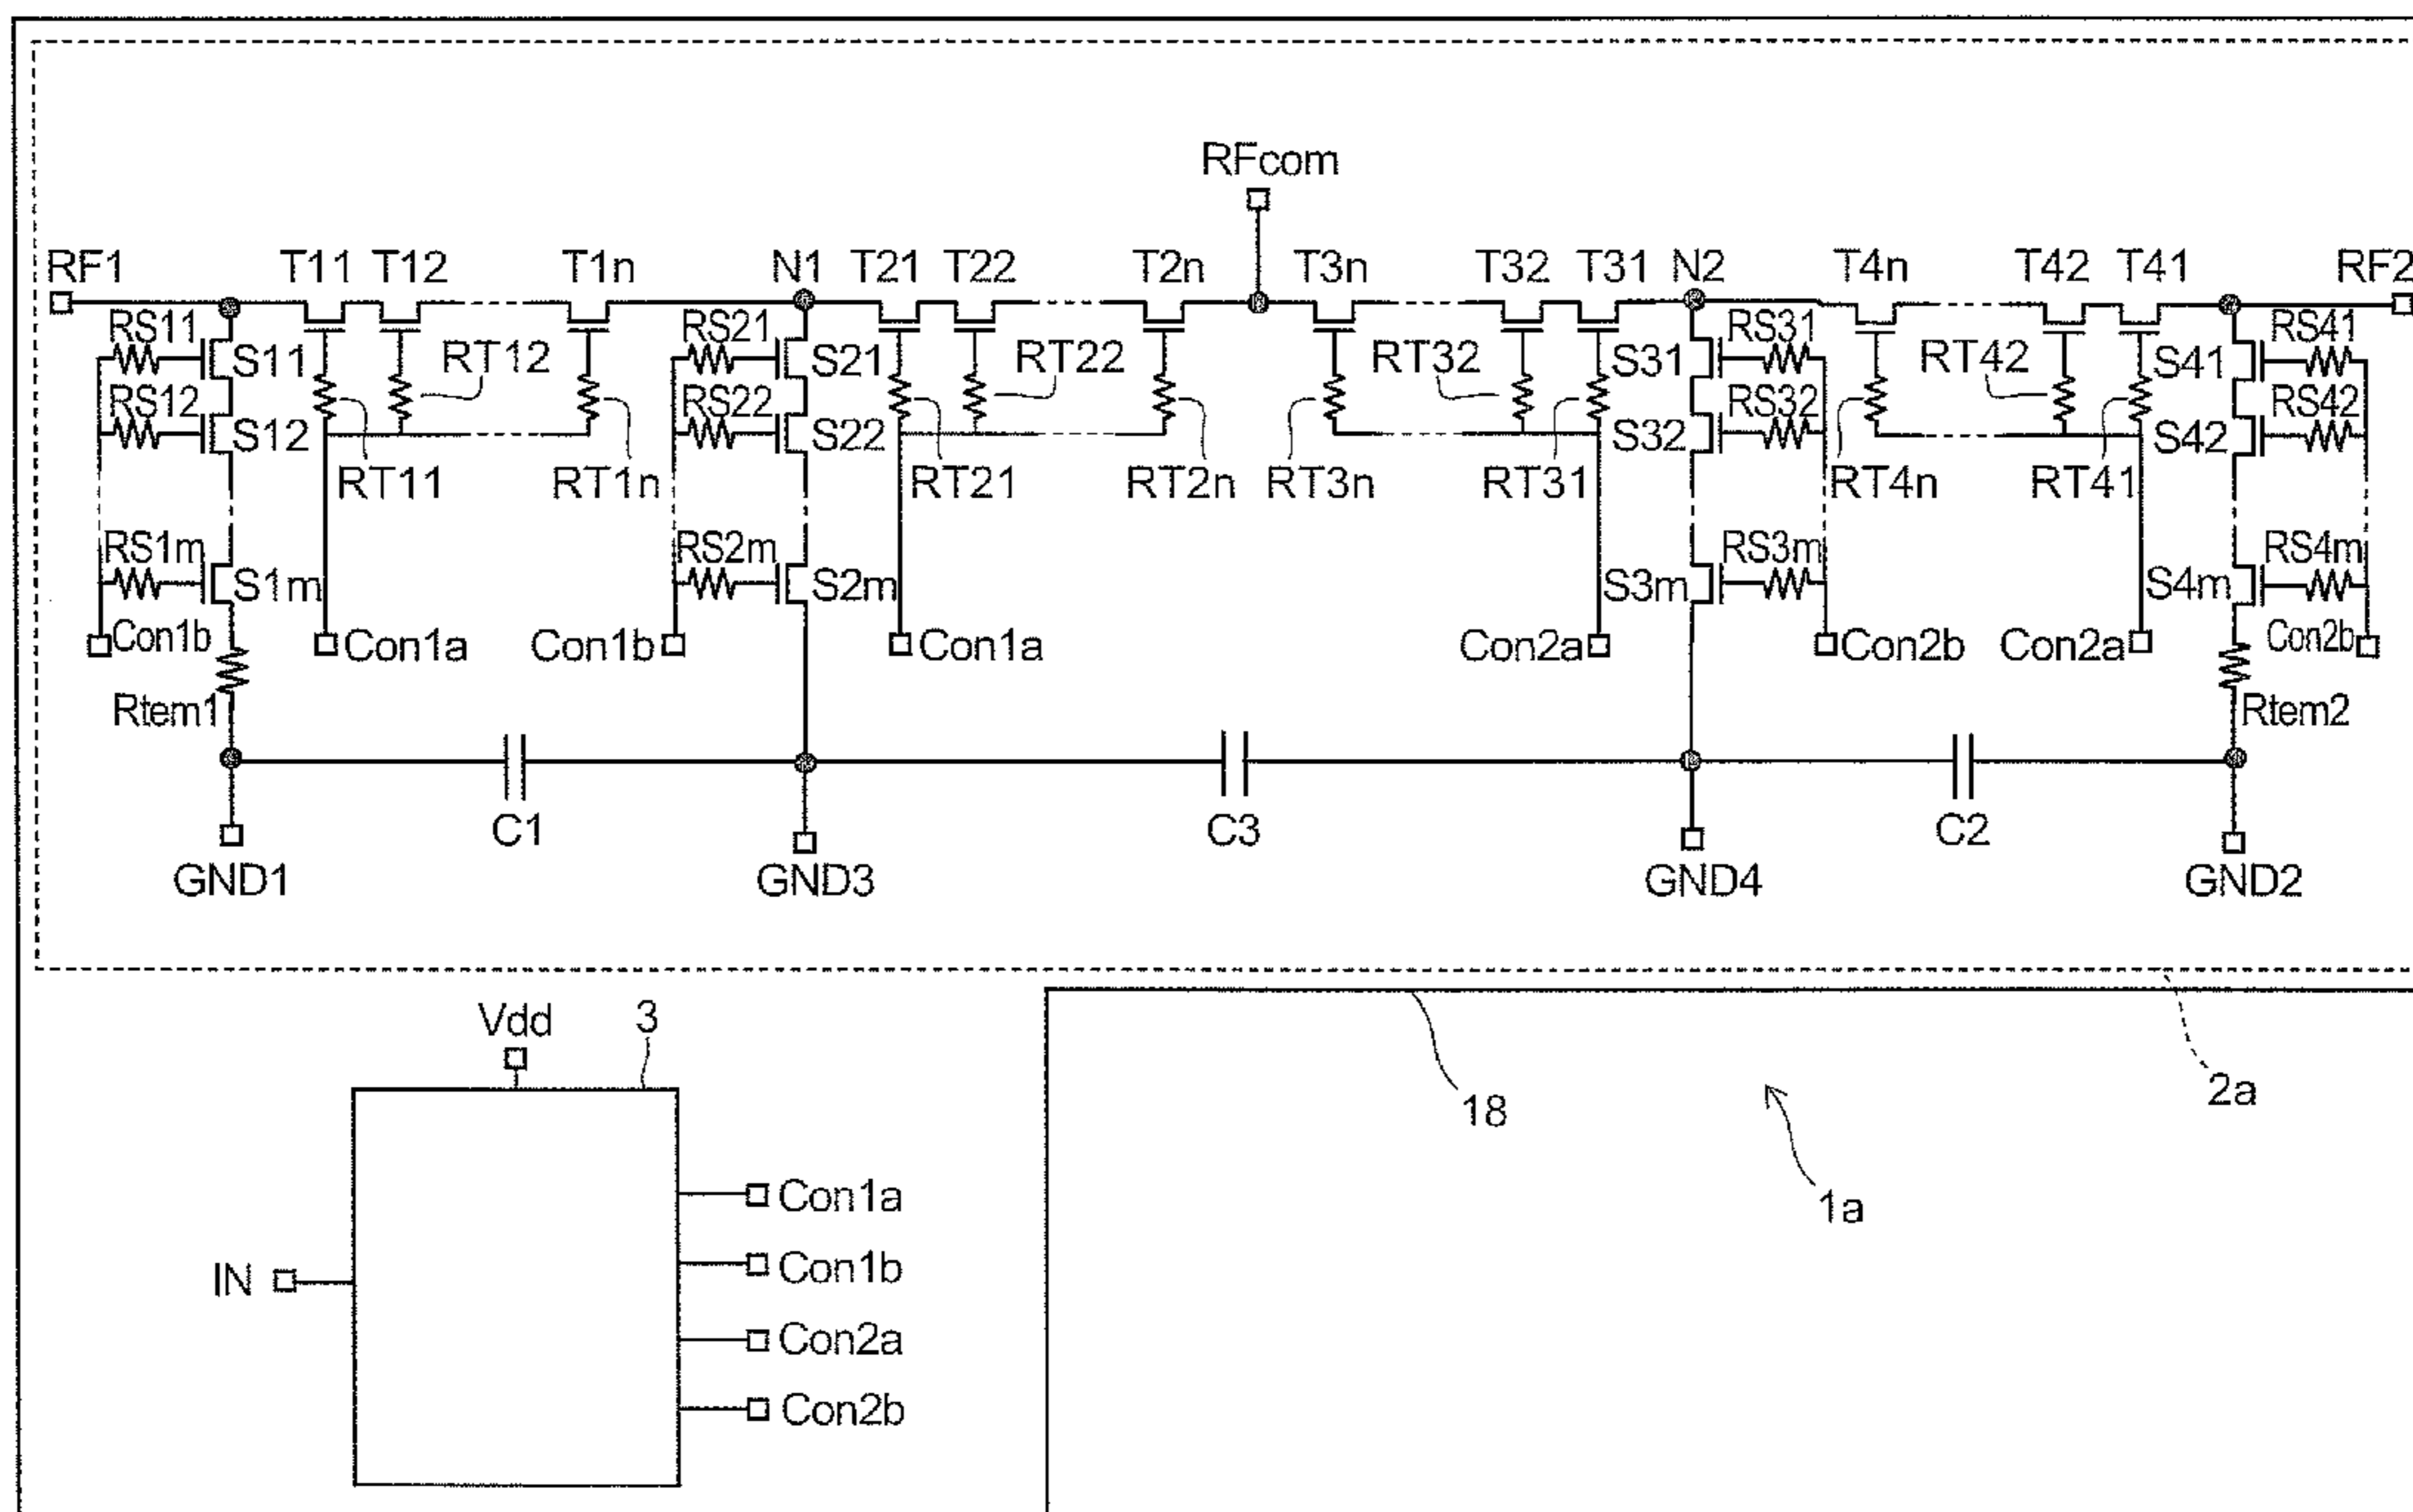 RFcom
RF1 T11 T12 T1n N1 T21 T22 T2n T3n T32 T31 N2 T4n T42 T41 RF2
RS11 S11 RT12 RS21 S21 RT22 RT32 S31 RS31 RT42 S41 RS41
RS12 S12 RS22 S22 S32 RS32 S42 RS42
RT11 RT1n RT21 RT2n RT3n RT31 RT4n RT41
RS1m S1m RS2m S2m S3m RS3m S4m RS4m
Con1b Con1a Con1b Con1a Con2a Con2b Con2a Con2b
Rtem1 Rtem2
C1 C3 C2
GND1 GND3 GND4 GND2
Vdd 3
18 2a
1a
Con1a
Con1b
IN
Con2a
Con2b